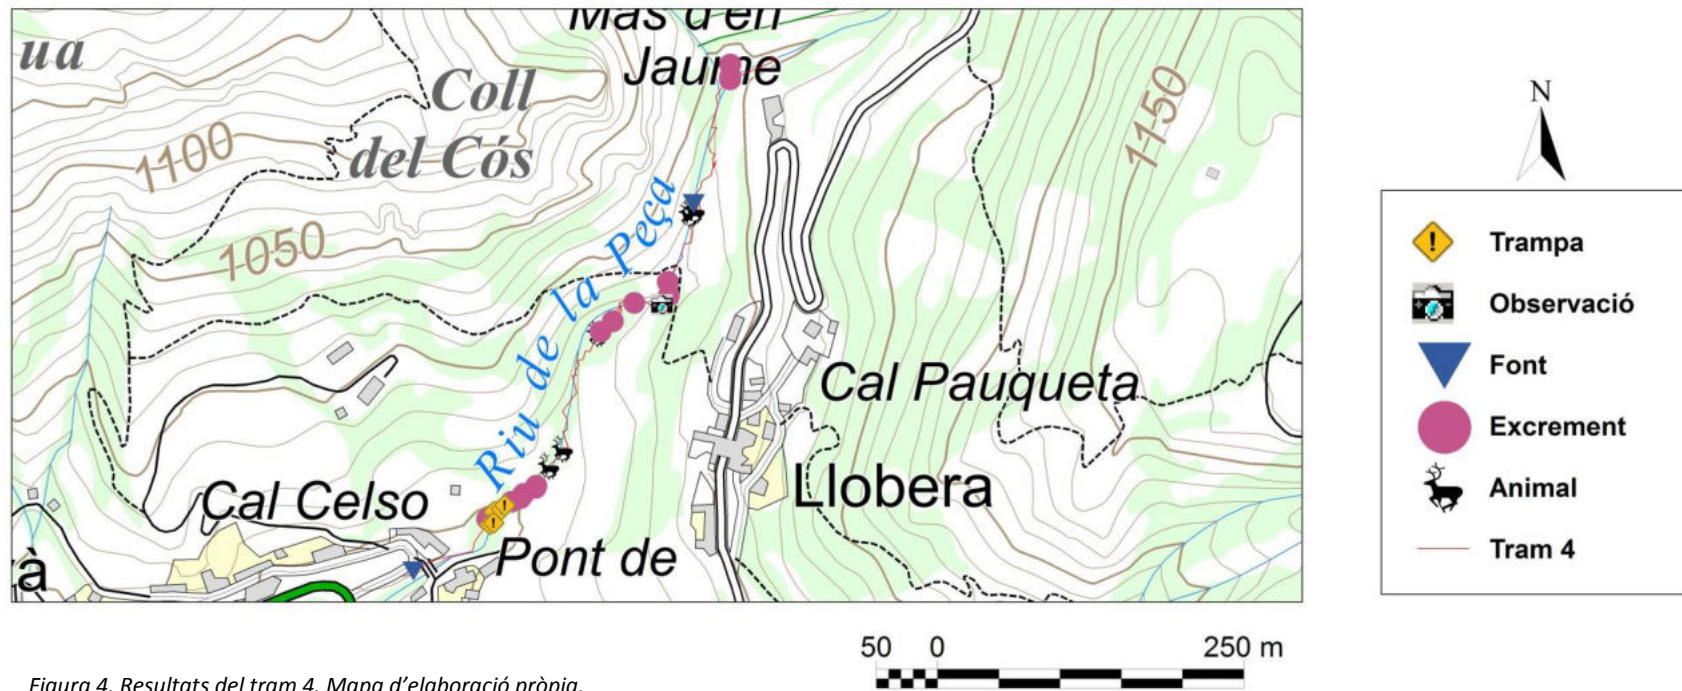 Mas d'en
Jaume
ua
Coll
del Cós
1100
1150
1050
Riu de la Peça
Cal Pauqueta
Llobera
Cal Celso
Pont de
à
N
Trampa
Observació
Font
Excrement
Animal
Tram 4
50 0 250 m
Figura 4. Resultats del tram 4. Mapa d'elaboració pròpia.